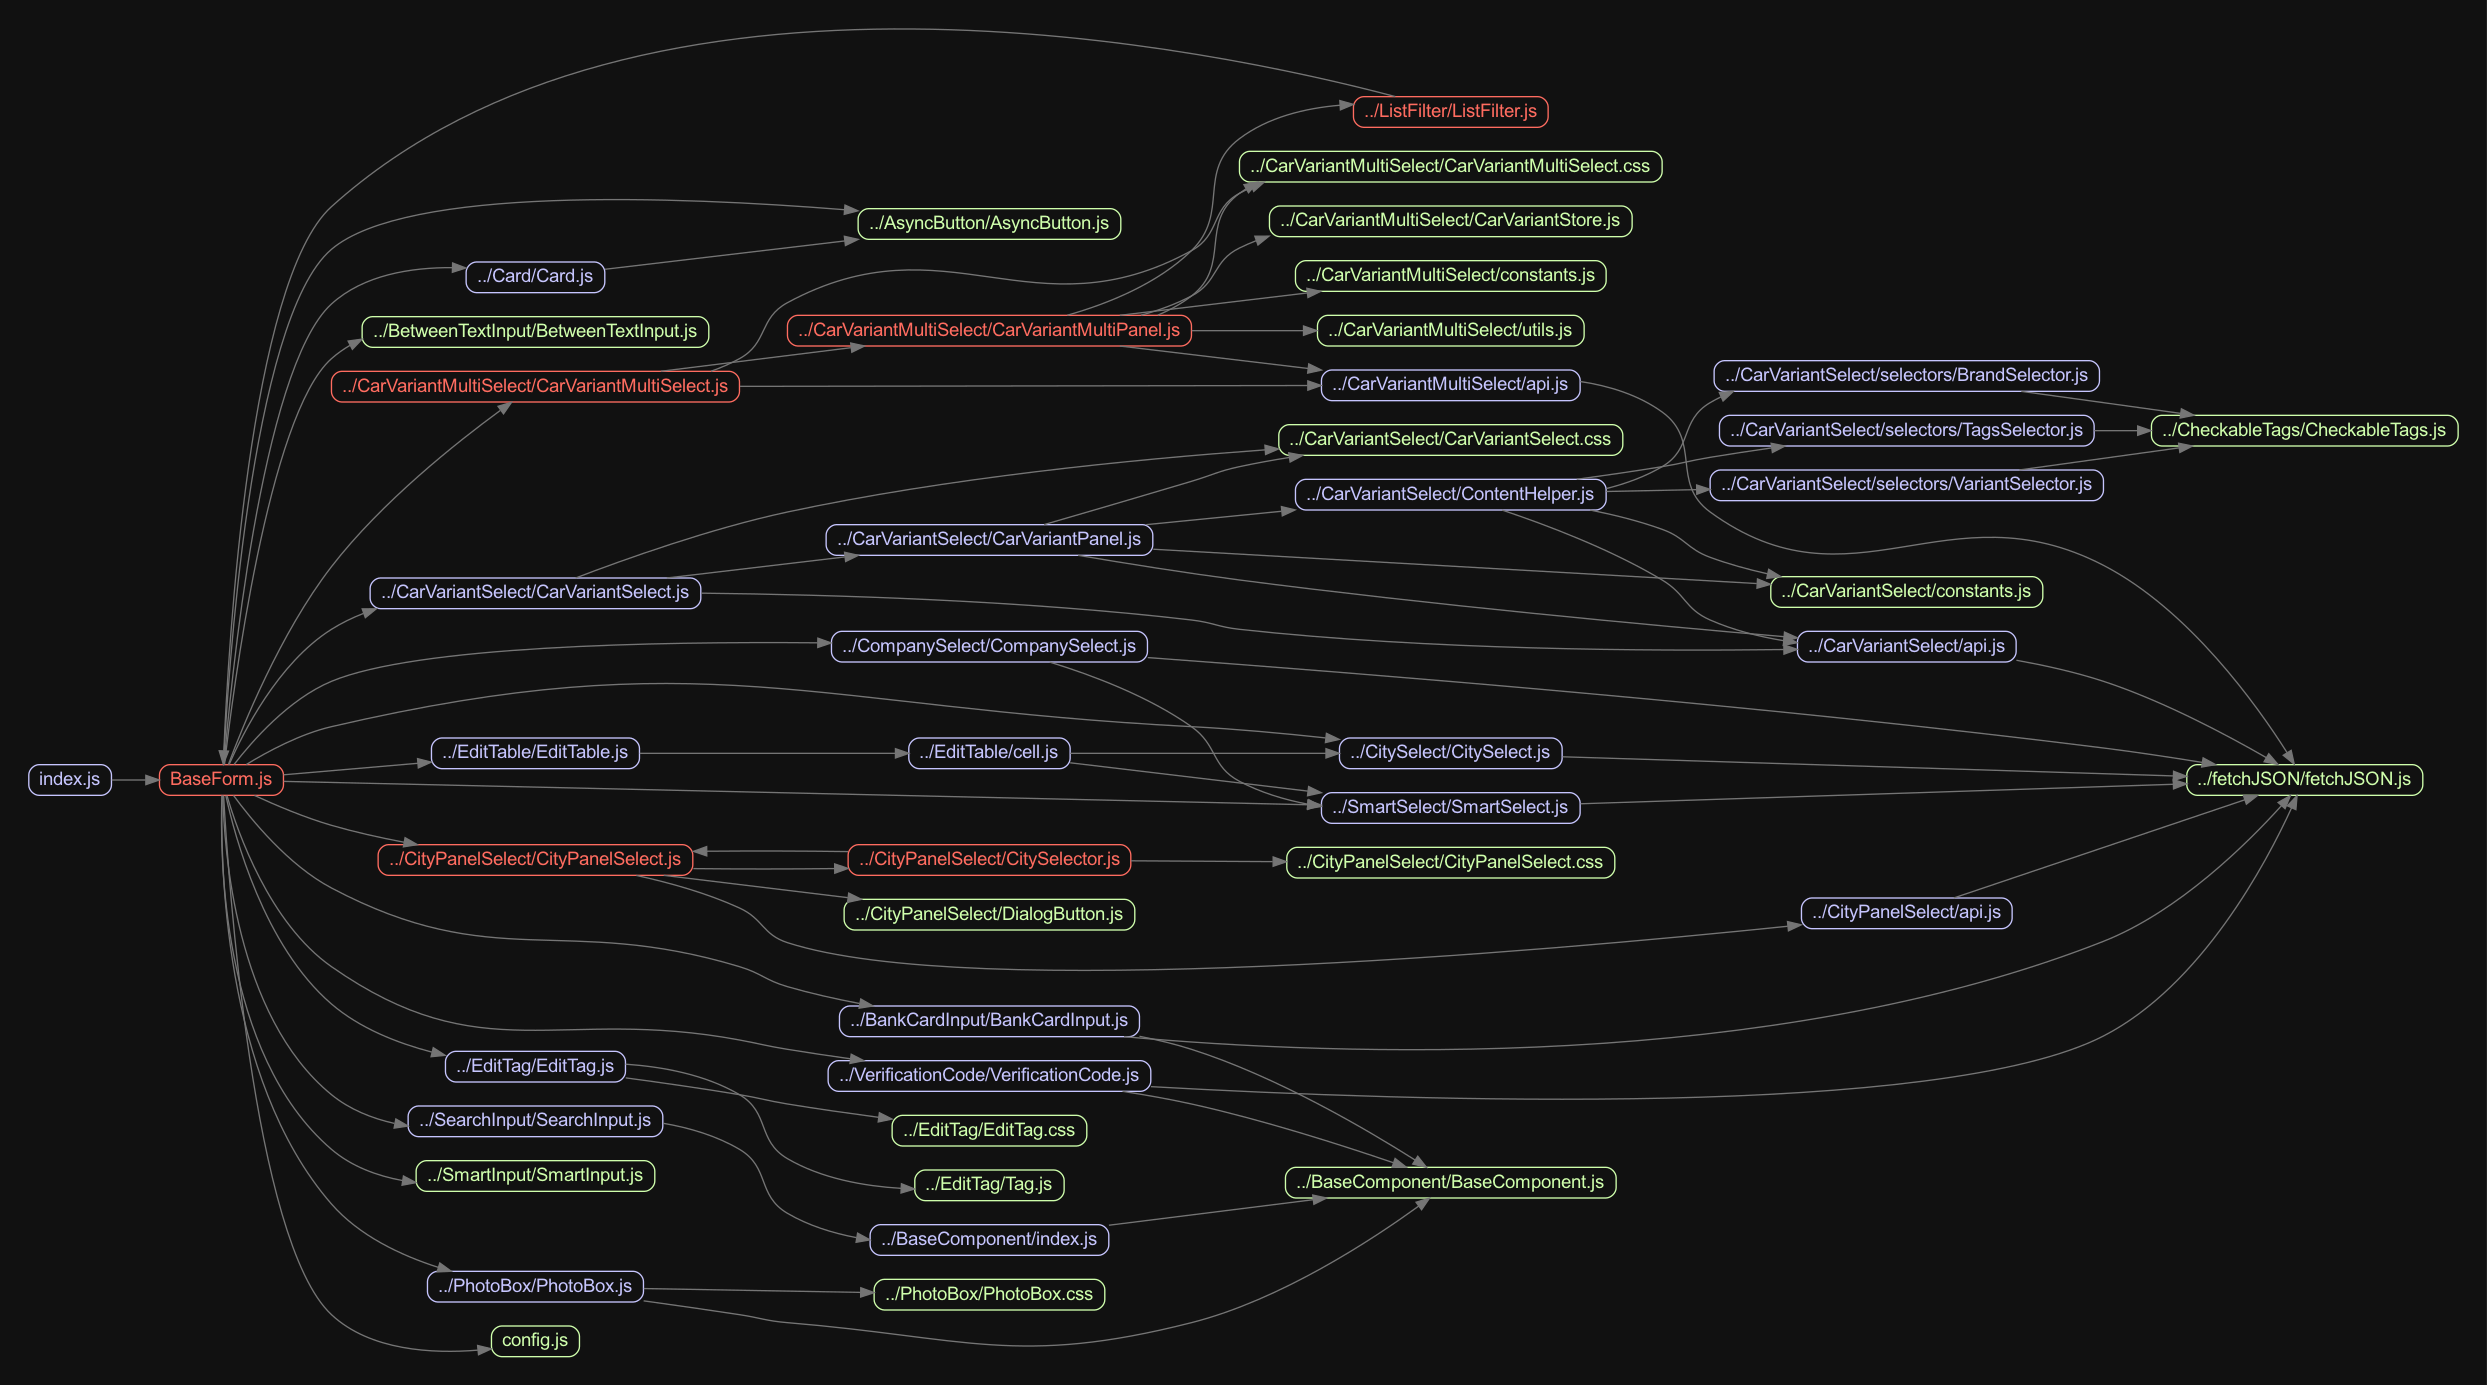 ../ListFilter/ListFilter.js
../CarVariantMultiSelect/CarVariantMultiSelect.css
../AsyncButton/AsyncButton.js
../CarVariantMultiSelect/CarVariantStore.js
../Card/Card.js
../CarVariantMultiSelect/constants.js
../BetweenTextInput/BetweenTextInput.js
../CarVariantMultiSelect/CarVariantMultiPanel.js
../CarVariantMultiSelect/utils.js
../CarVariantMultiSelect/CarVariantMultiSelect.js
../CarVariantMultiSelect/api.js
../CarVariantSelect/selectors/BrandSelector.js
../CarVariantSelect/CarVariantSelect.css
../CarVariantSelect/selectors/TagsSelector.js
../CheckableTags/CheckableTags.js
../CarVariantSelect/ContentHelper.js
../CarVariantSelect/selectors/VariantSelector.js
../CarVariantSelect/CarVariantPanel.js
../CarVariantSelect/CarVariantSelect.js
../CarVariantSelect/constants.js
../CompanySelect/CompanySelect.js
../CarVariantSelect/api.js
../EditTable/EditTable.js
../EditTable/cell.js
../CitySelect/CitySelect.js
index.js
BaseForm.js
../fetchJSON/fetchJSON.js
../SmartSelect/SmartSelect.js
../CityPanelSelect/CityPanelSelect.js
../CityPanelSelect/CitySelector.js
../CityPanelSelect/CityPanelSelect.css
../CityPanelSelect/DialogButton.js
../CityPanelSelect/api.js
../BankCardInput/BankCardInput.js
../EditTag/EditTag.js
../VerificationCode/VerificationCode.js
../SearchInput/SearchInput.js
../EditTag/EditTag.css
../SmartInput/SmartInput.js
../EditTag/Tag.js
../BaseComponent/BaseComponent.js
../BaseComponent/index.js
../PhotoBox/PhotoBox.js
../PhotoBox/PhotoBox.css
config.js